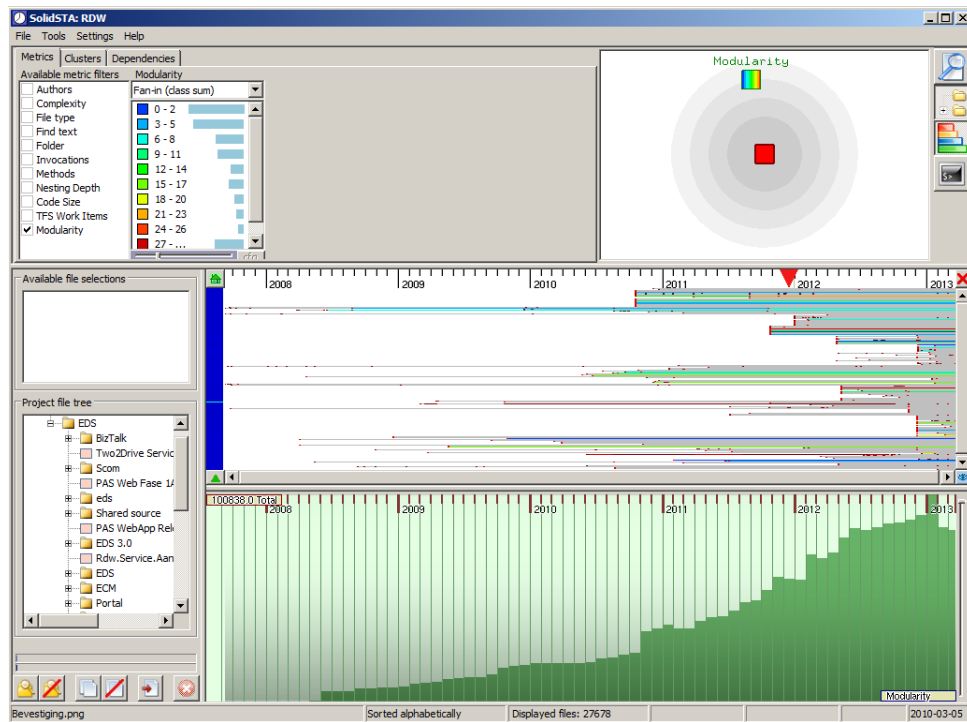 SolidSTA: RDW
File Tools Settings Help
Metrics Clusters Dependencies
Available metric filters Modularity
Authors
Complexity
File type
Find text
Folder
Invocations
Methods
Nesting Depth
Code Size
TFS Work Items
Modularity
Fan-in (class sum)
0 - 2
3 - 5
6 - 8
9 - 11
12 - 14
15 - 17
18 - 20
21 - 23
24 - 26
27 - ...
cfg
Modularity
Available file selections
2008 2009 2010 2011 2012 2013
Project file tree
EDS
BizTalk
Two2Drive Servic
Scom
PAS Web Fase 1A
eds
Shared source
PAS WebApp Rele
EDS 3.0
Rdw.Service.Aan
EDS
ECM
Portal
100838.0 Total
2008 2009 2010 2011 2012 2013
Modularity
Bevestiging.png Sorted alphabetically Displayed files: 27678 2010-03-05